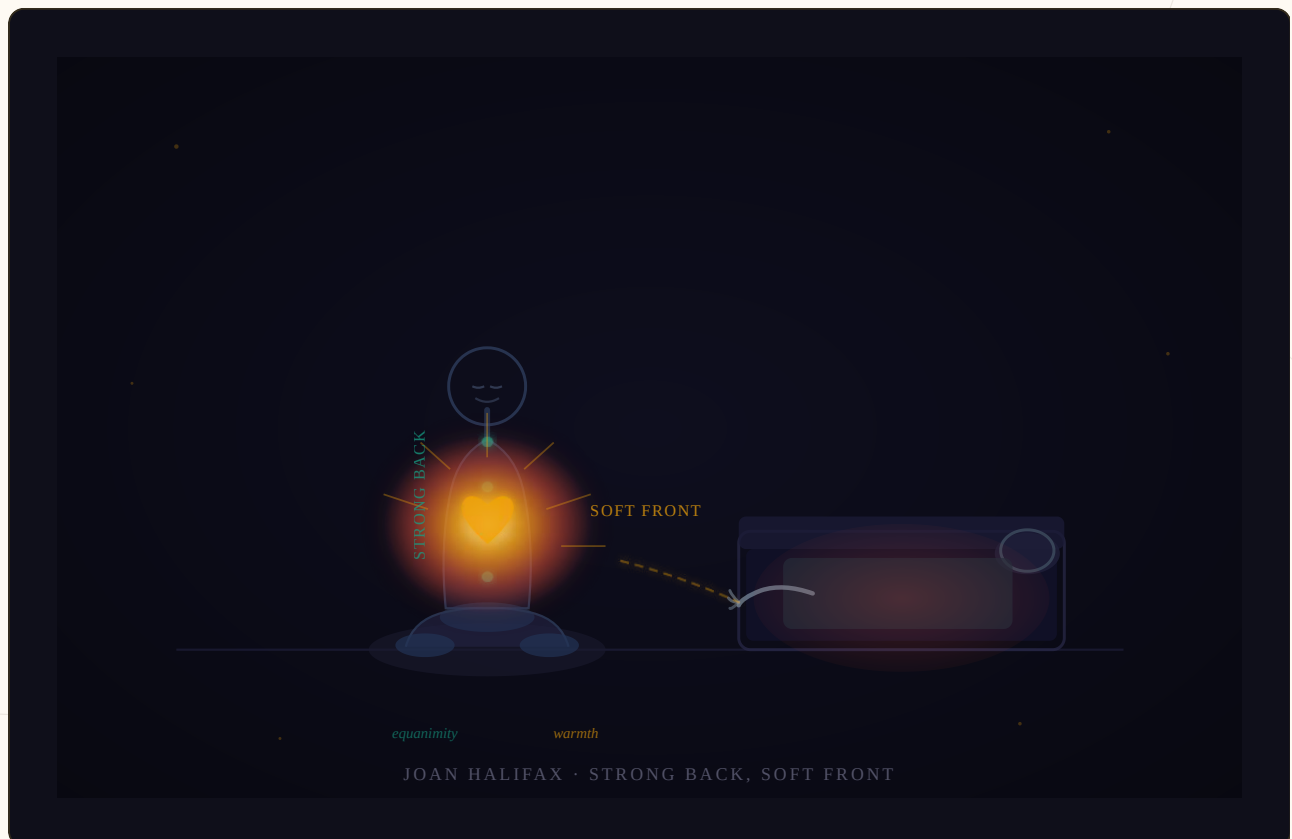 STRONG BACK
SOFT FRONT
equanimity
warmth
JOAN HALIFAX · STRONG BACK, SOFT FRONT